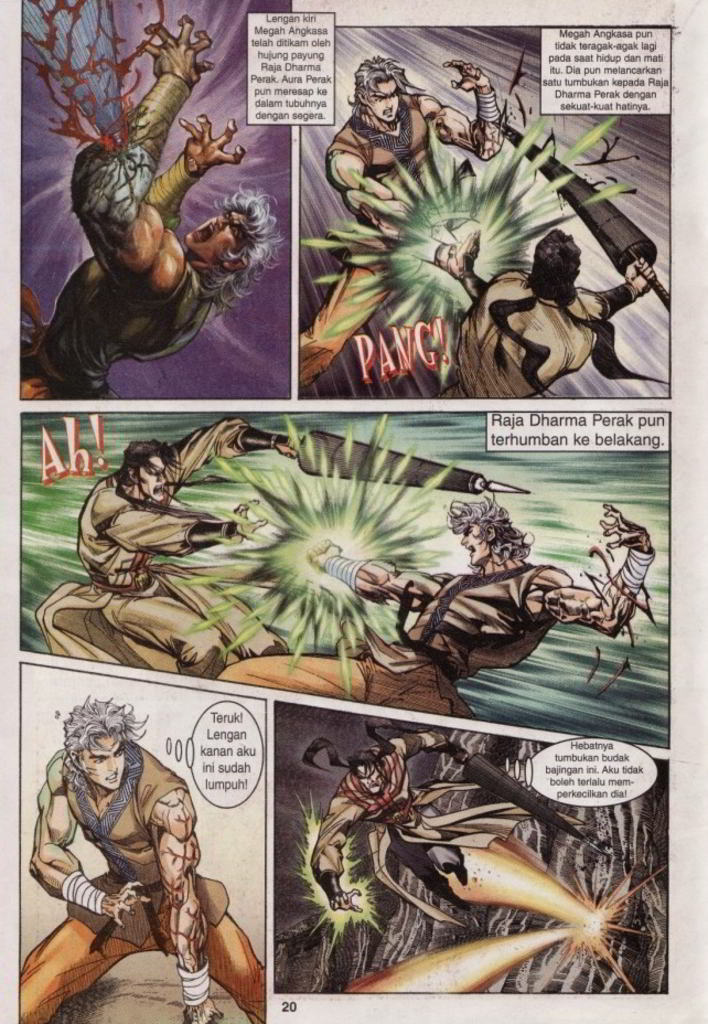 Lengan kiri
Megah Angkasa
telah ditikam oleh
hujung payung
Raja Dharma
Perak. Aura Perak
pun meresap ke
dalam tubuhnya
dengan segera.
Megah Angkasa pun
tidak teragak-agak lagi
pada saat hidup dan mati
itu. Dia pun melancarkan
satu tumbukan kepada Raja
Dharma Perak dengan
sekuat-kuat hatinya.
PANG!
Ah!
Raja Dharma Perak pun
terhumban ke belakang.
Teruk!
Lengan
kanan aku
ini sudah
lumpuh!
Hebatnya
tumbukan budak
bajingan ini. Aku tidak
boleh terlalu mem-
perkecilkan dia!
20